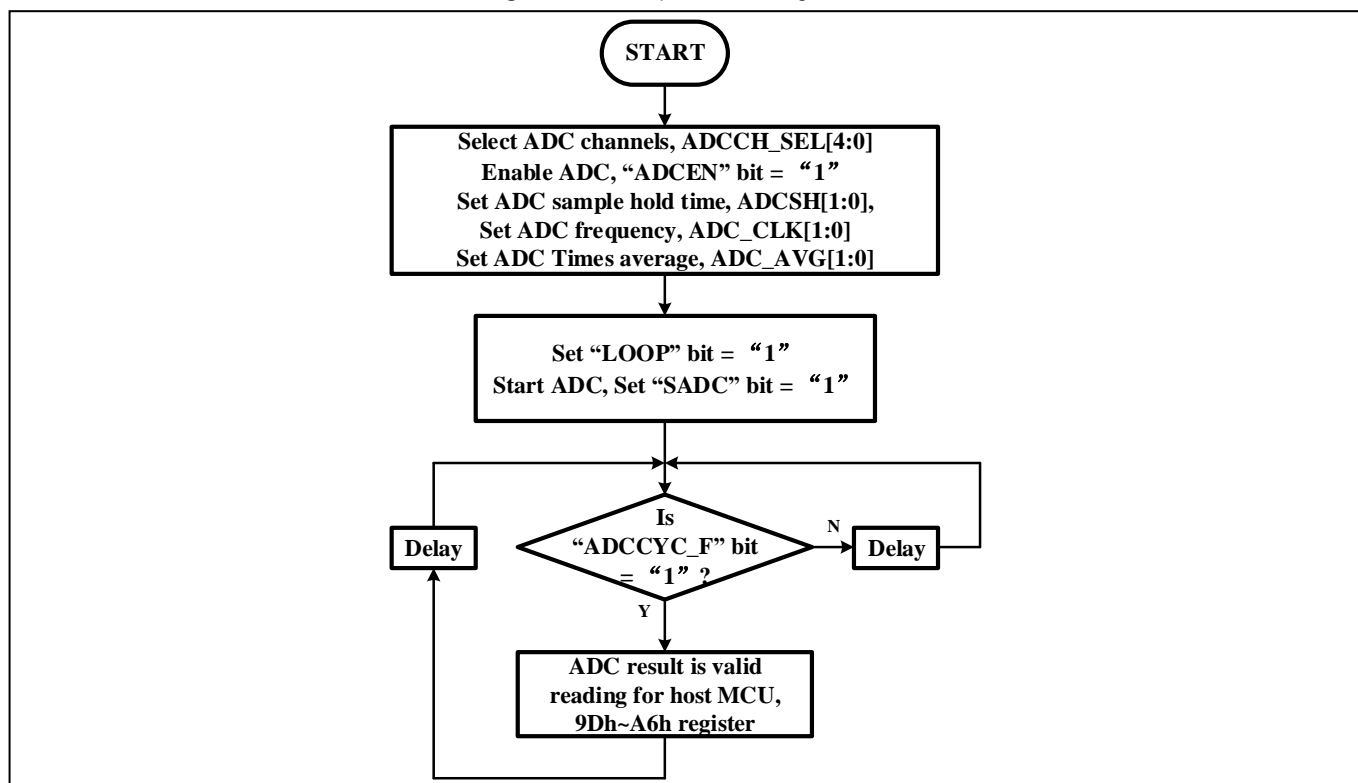 START
Select ADC channels, ADCCH_SEL[4:0]
Enable ADC, “ADCEN” bit = “1”
Set ADC sample hold time, ADCSH[1:0],
Set ADC frequency, ADC_CLK[1:0]
Set ADC Times average, ADC_AVG[1:0]
Set “LOOP” bit = “1”
Start ADC, Set “SADC” bit = “1”
Delay
Is
“ADCCYC_F” bit
= “1” ?
N
Delay
Y
ADC result is valid
reading for host MCU,
9Dh~A6h register